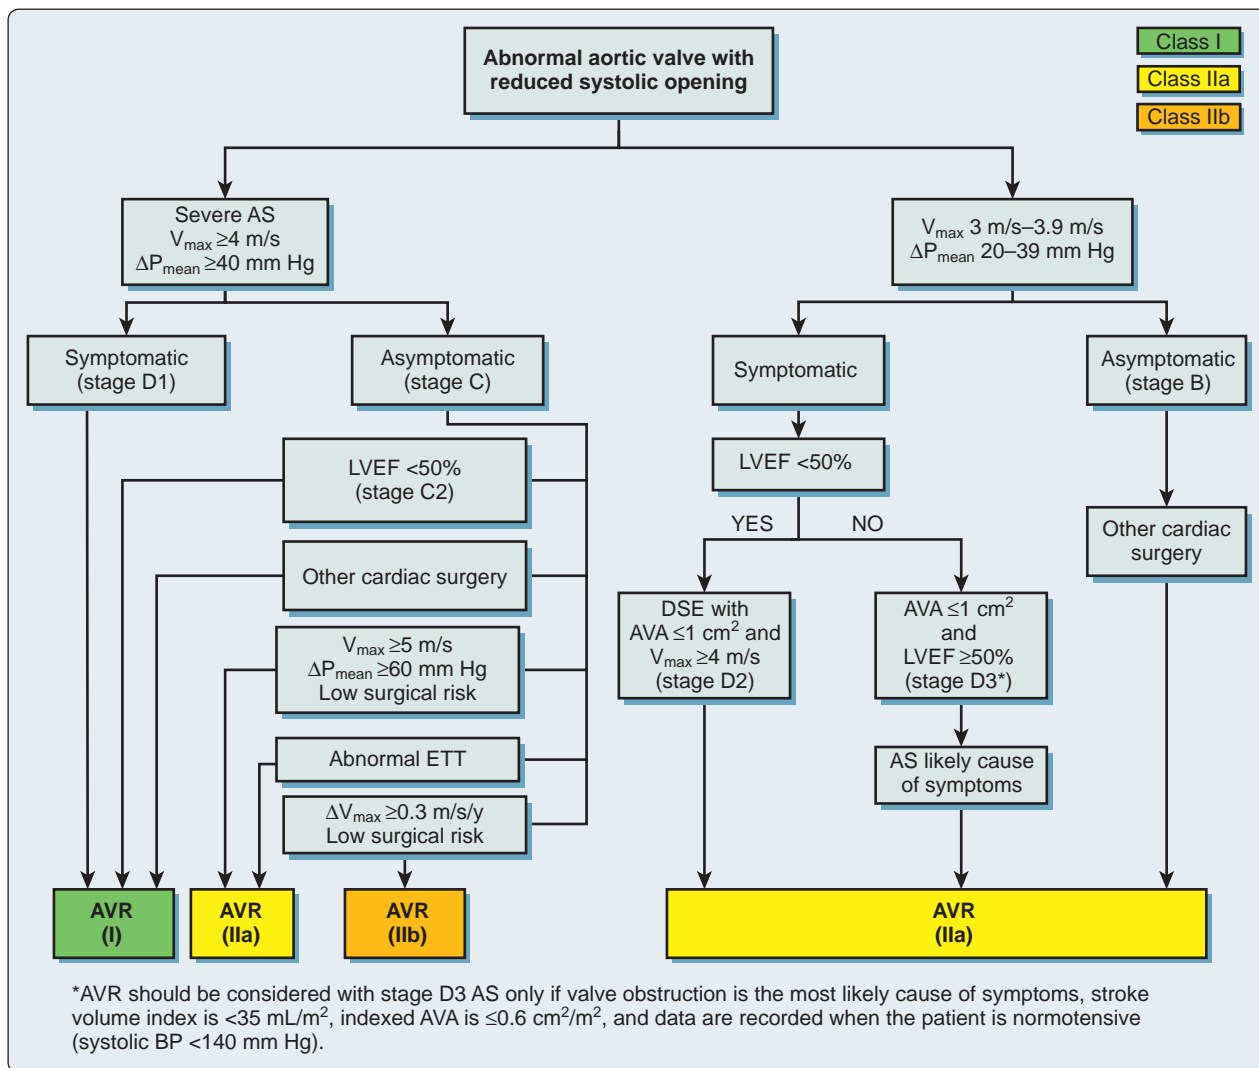 Abnormal aortic valve with
reduced systolic opening
Class I
Class IIa
Class IIb
Severe AS
Vmax ≥4 m/s
ΔPmean ≥40 mm Hg
Vmax 3 m/s–3.9 m/s
ΔPmean 20–39 mm Hg
Symptomatic
(stage D1)
Asymptomatic
(stage C)
Symptomatic
Asymptomatic
(stage B)
LVEF <50%
(stage C2)
LVEF <50%
YES
NO
Other cardiac surgery
Other cardiac
surgery
Vmax ≥5 m/s
ΔPmean ≥60 mm Hg
Low surgical risk
DSE with
AVA ≤1 cm²  and
Vmax ≥4 m/s
(stage D2)
AVA ≤1 cm²
and
LVEF ≥50%
(stage D3*)
Abnormal ETT
AS likely cause
of symptoms
ΔVmax ≥0.3 m/s/y
Low surgical risk
AVR
(I)
AVR
(IIa)
AVR
(IIb)
AVR
(IIa)
*AVR should be considered with stage D3 AS only if valve obstruction is the most likely cause of symptoms, stroke
volume index is <35 mL/m², indexed AVA is ≤0.6 cm²/m², and data are recorded when the patient is normotensive
(systolic BP <140 mm Hg).